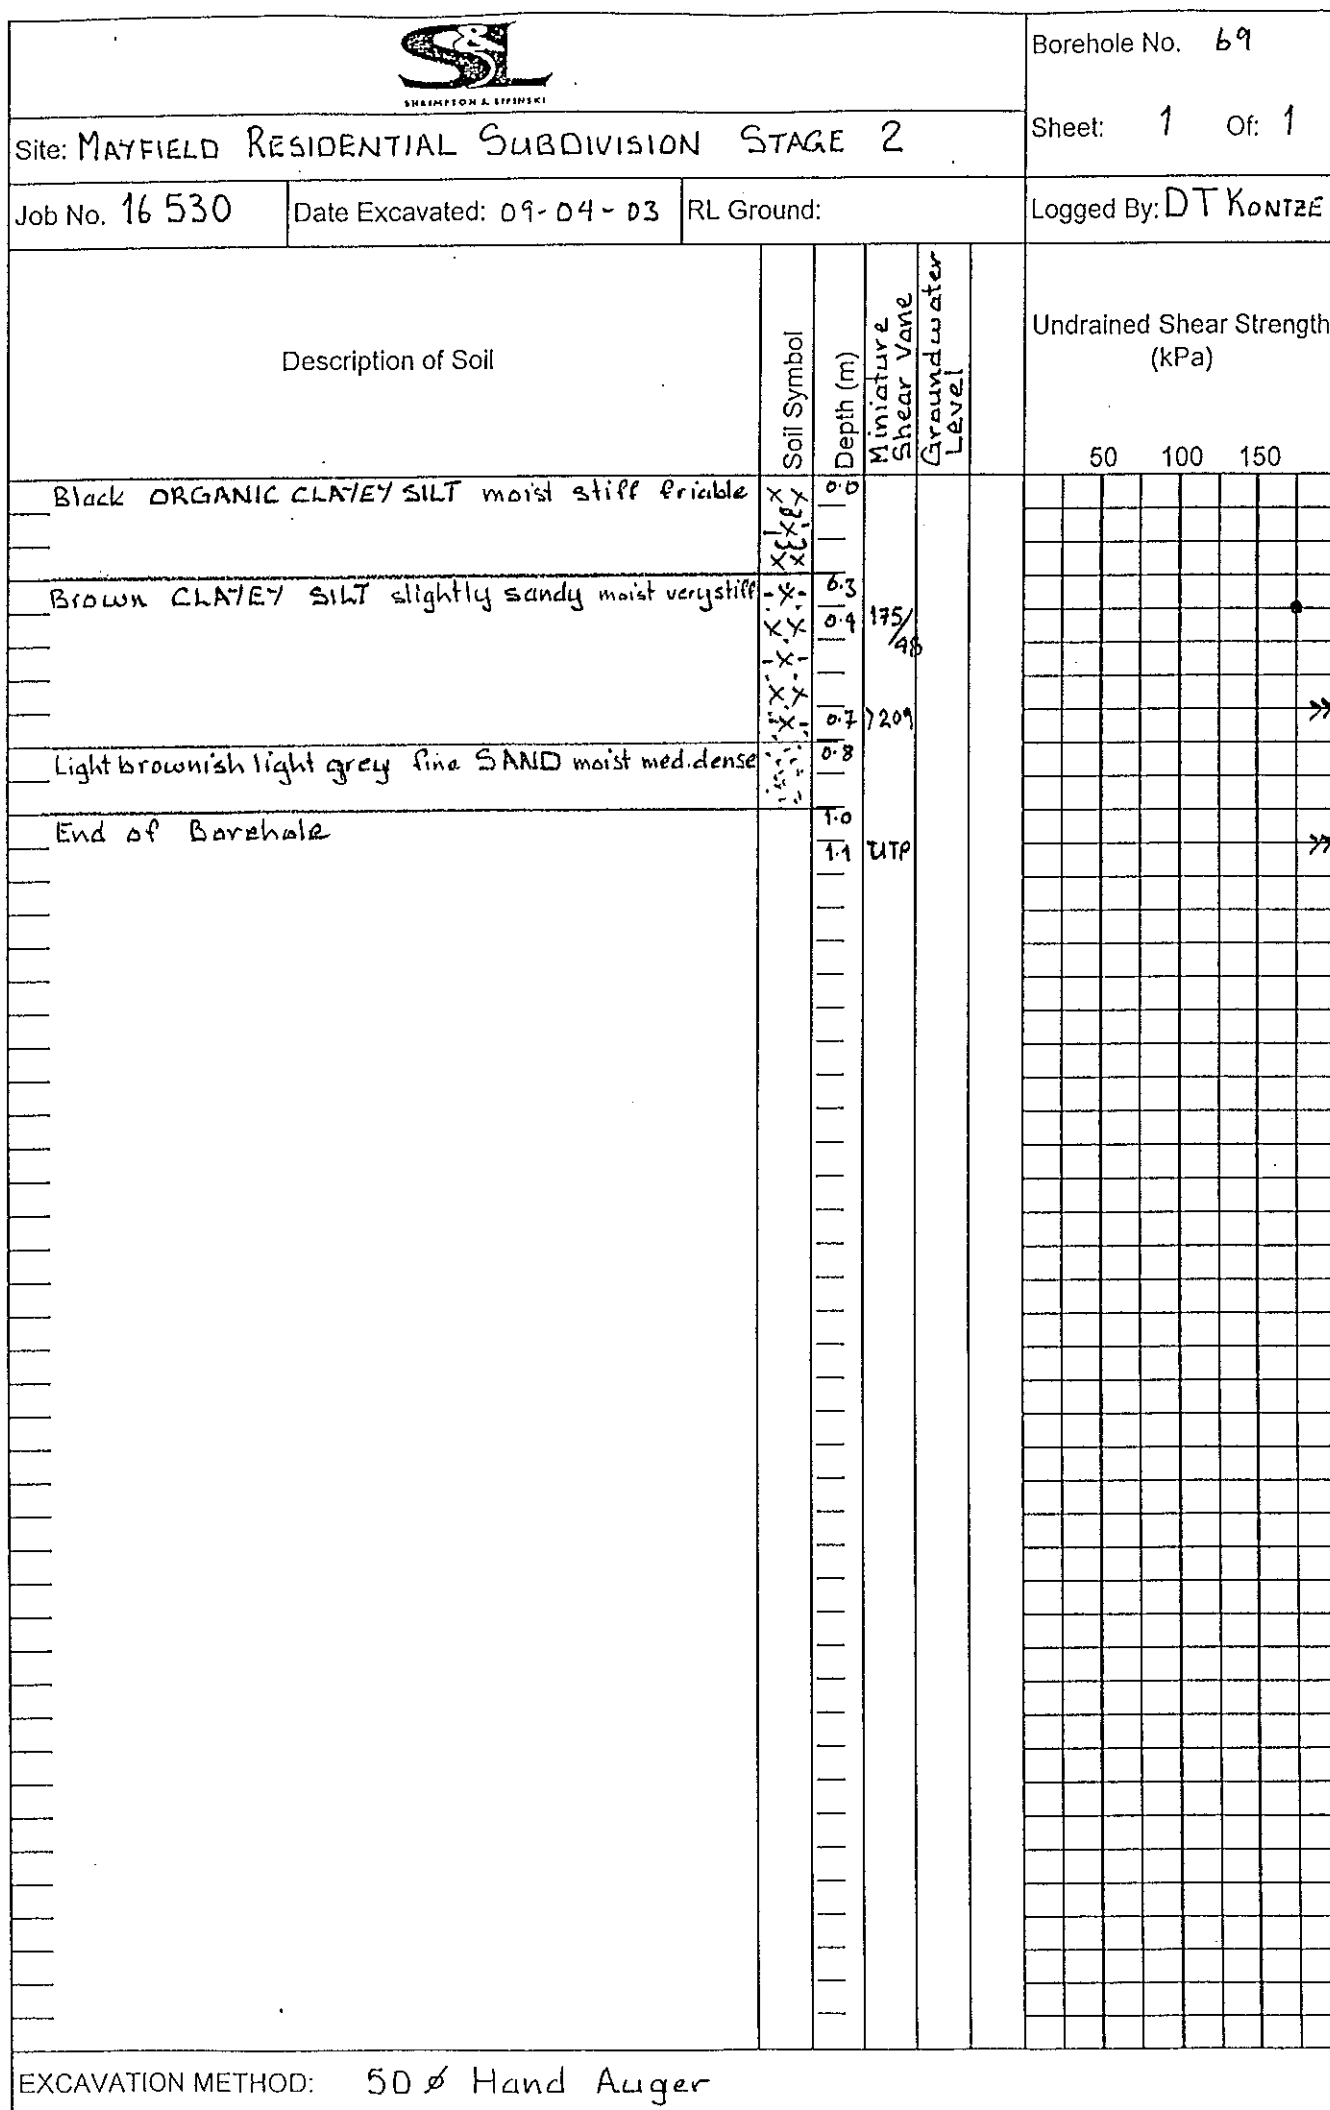 S&L
SHRIMPTON & LIPINSKI
Borehole No. 69
Sheet: 1 Of: 1
Site: MAYFIELD RESIDENTIAL SUBDIVISION STAGE 2
Job No. 16 530
Date Excavated: 09-04-03
RL Ground:
Logged By: DT KONTZE
Description of Soil
Soil Symbol
Depth (m)
Miniature Shear Vane
Groundwater Level
Undrained Shear Strength
(kPa)
50 100 150
Black ORGANIC CLAYEY SILT moist stiff friable 0.0
Brown CLAYEY SILT slightly sandy moist very stiff 0.3
0.4 175/98
0.7 >209 >>
Light brownish light grey fine SAND moist med.dense 0.8
End of Borehole 1.0
1.1 UTP >>
EXCAVATION METHOD: 50 ø Hand Auger